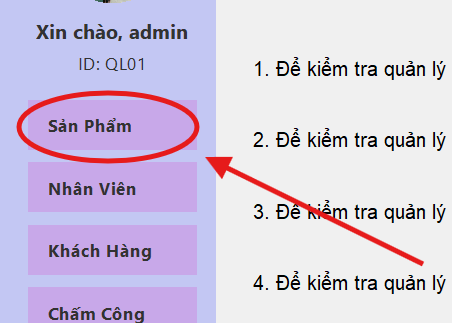 Xin chào, admin
ID: QL01
Sản Phẩm
Nhân Viên
Khách Hàng
Chấm Công
1. Để kiểm tra quản lý
2. Để kiểm tra quản lý
3. Để kiểm tra quản lý
4. Để kiểm tra quản lý